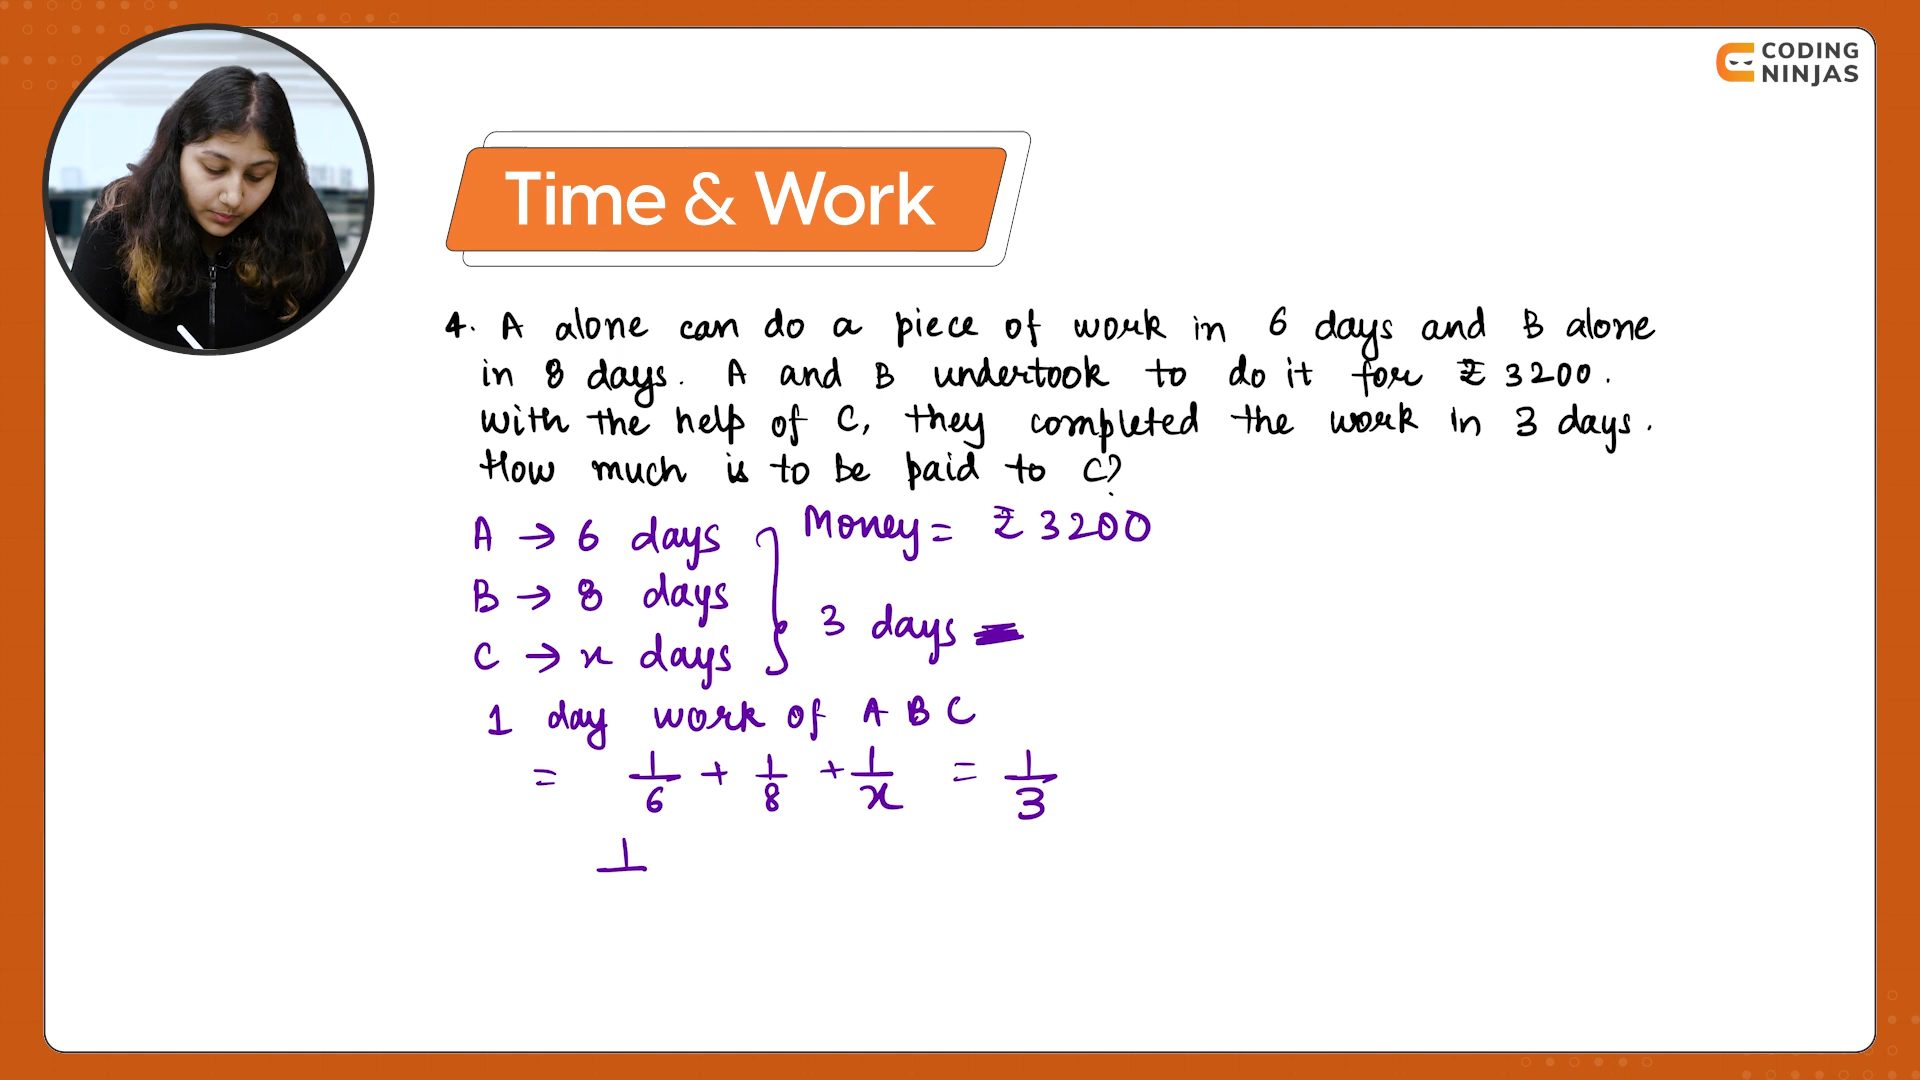 CODING
NINJAS
Time & Work
4. A alone can do a piece of work in 6 days and B alone
in 8 days. A and B undertook to do it for ₹ 3200.
With the help of C, they completed the work in 3 days.
How much is to be paid to C?
A → 6 days } Money = ₹ 3200
B → 8 days
3 days
C → x days
1 day work of A B C
= 1/6 + 1/8 + 1/x = 1/3
1